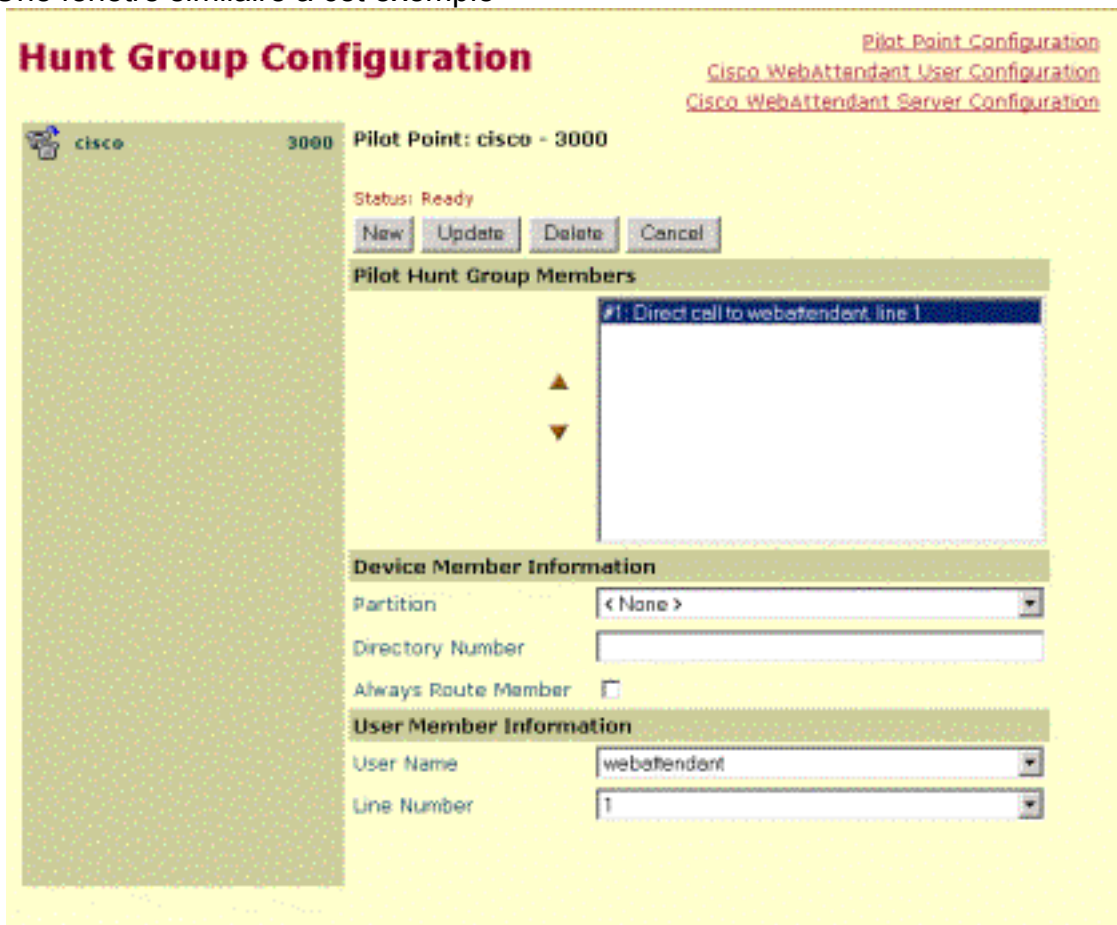 Une fenêtre similaire à cet exemple
Hunt Group Configuration
Pilot Point Configuration
Cisco WebAttendant User Configuration
Cisco WebAttendant Server Configuration
cisco 3000
Pilot Point: cisco - 3000
Status: Ready
New Update Delete Cancel
Pilot Hunt Group Members
#1: Direct call to webattendant, line 1
Device Member Information
Partition < None >
Directory Number
Always Route Member
User Member Information
User Name webattendant
Line Number 1